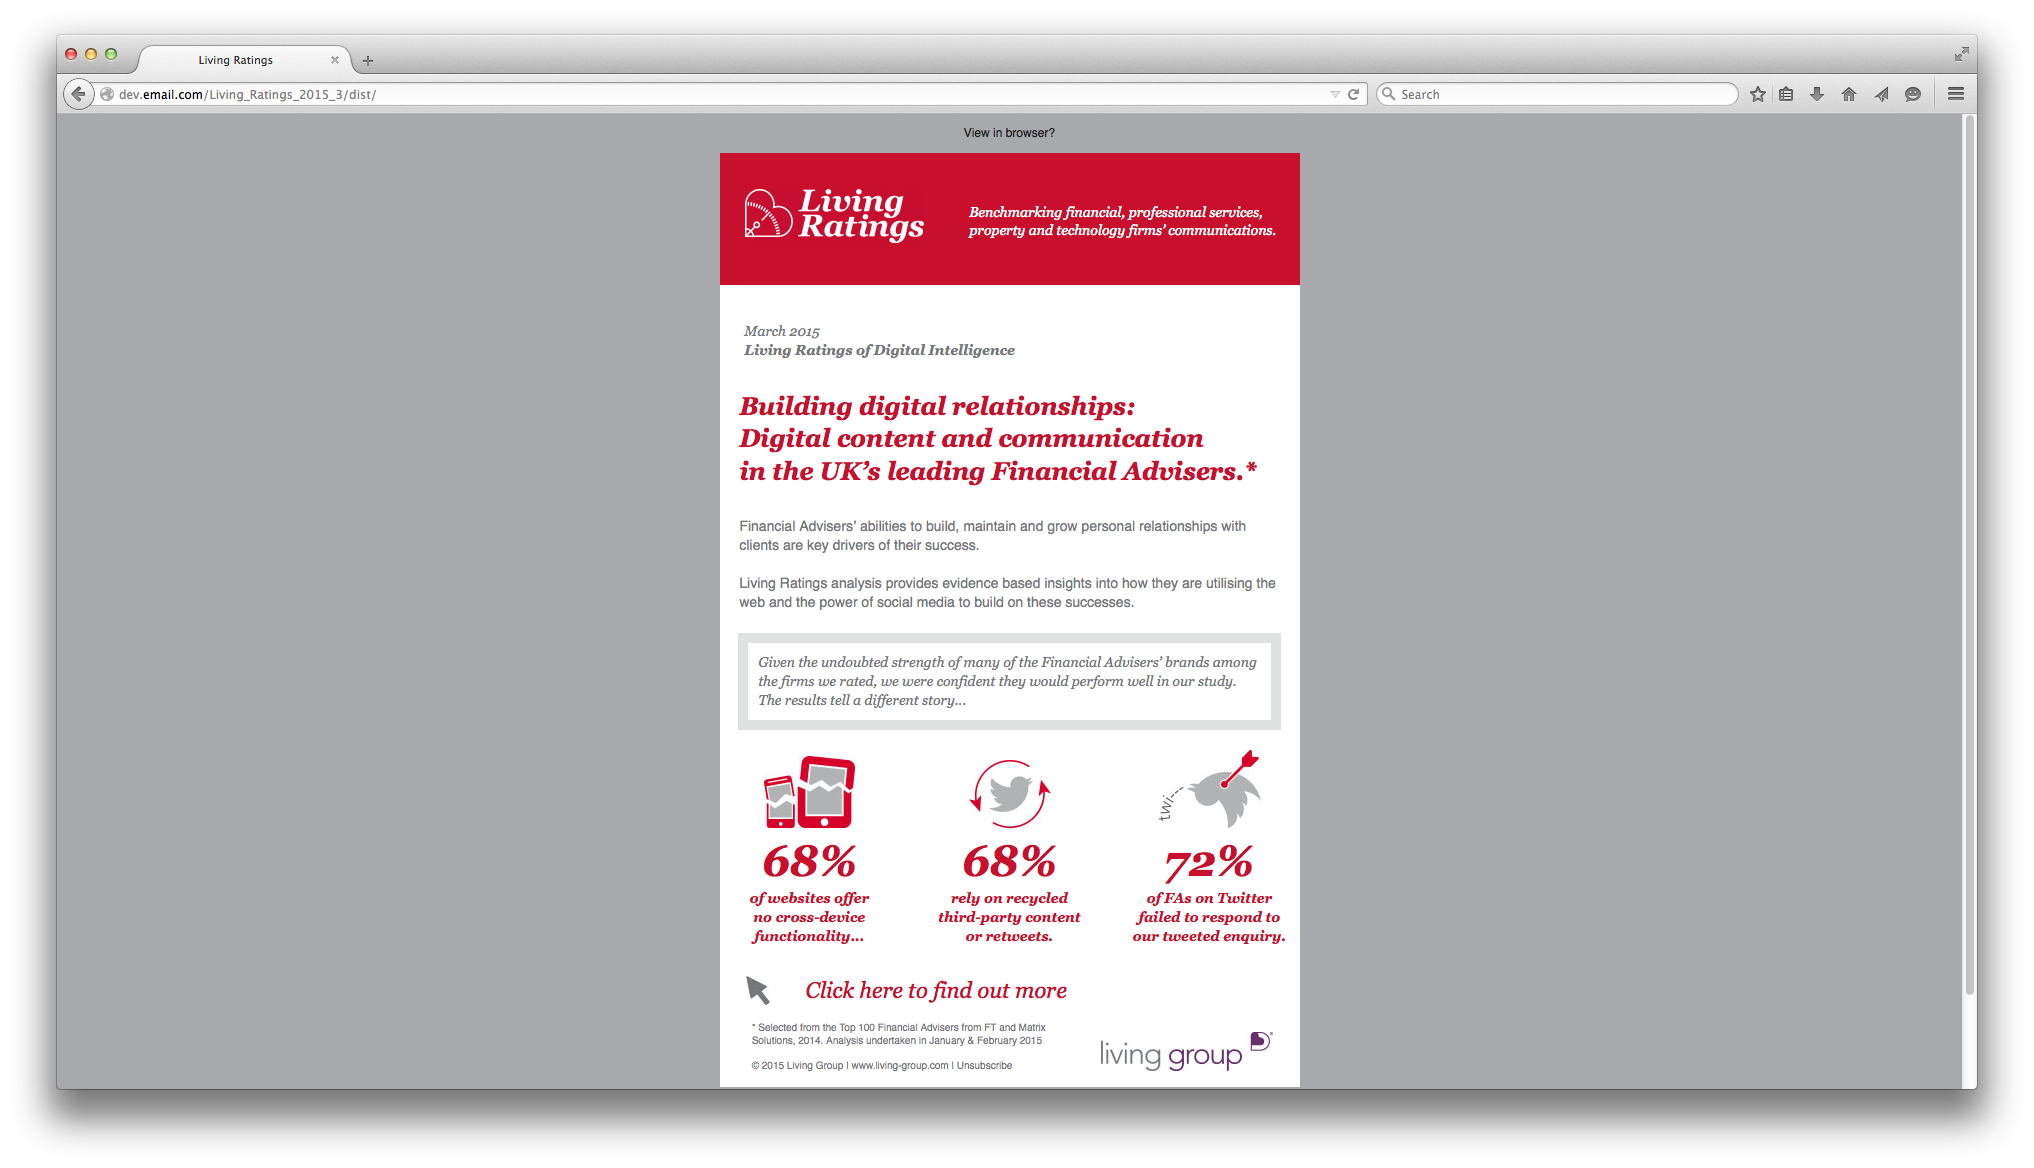 Living Ratings
dev.email.com/Living_Ratings_2015_3/dist/
Search
View in browser?
Living
Ratings
Benchmarking financial, professional services,
property and technology firms' communications.
March 2015
Living Ratings of Digital Intelligence
Building digital relationships:
Digital content and communication
in the UK's leading Financial Advisers.*
Financial Advisers' abilities to build, maintain and grow personal relationships with
clients are key drivers of their success.
Living Ratings analysis provides evidence based insights into how they are utilising the
web and the power of social media to build on these successes.
Given the undoubted strength of many of the Financial Advisers' brands among
the firms we rated, we were confident they would perform well in our study.
The results tell a different story...
68%
of websites offer
no cross-device
functionality...
68%
rely on recycled
third-party content
or retweets.
twi---
72%
of FAs on Twitter
failed to respond to
our tweeted enquiry.
Click here to find out more
* Selected from the Top 100 Financial Advisers from FT and Matrix
Solutions, 2014. Analysis undertaken in January & February 2015
© 2015 Living Group | www.living-group.com | Unsubscribe
living group